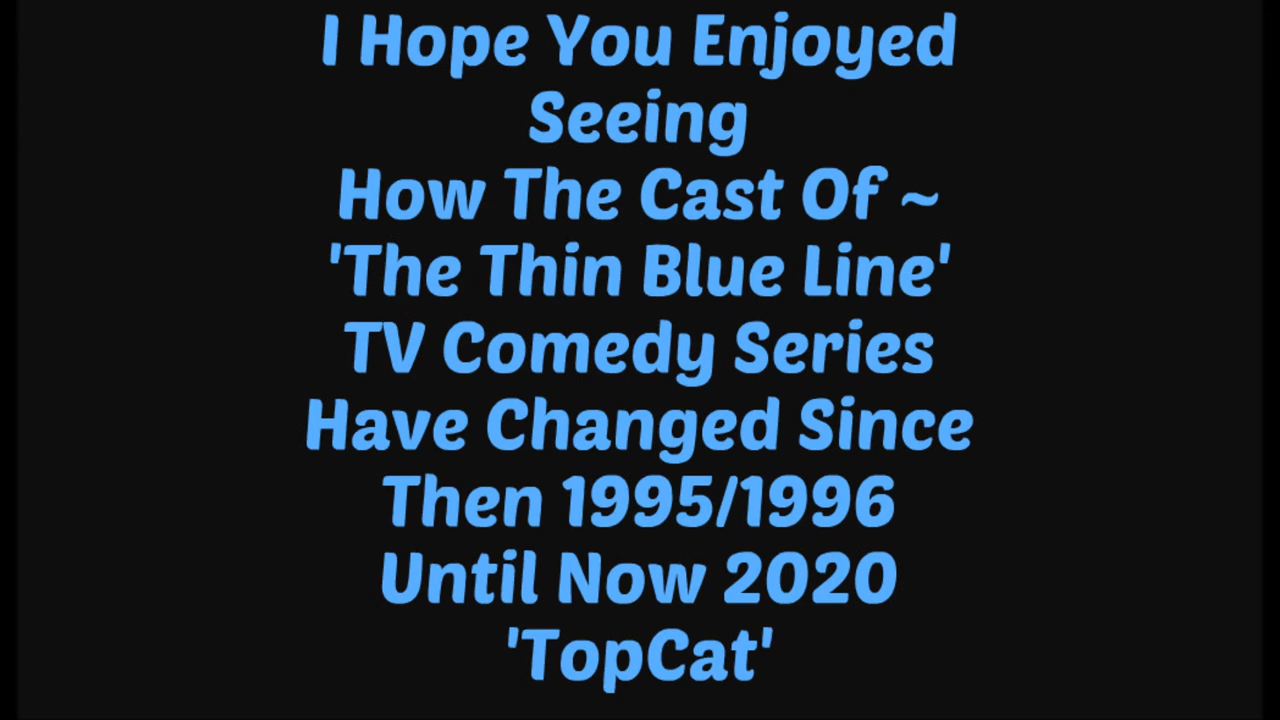 I Hope You Enjoyed
Seeing
How The Cast Of ~
'The Thin Blue Line'
TV Comedy Series
Have Changed Since
Then 1995/1996
Until Now 2020
'TopCat'